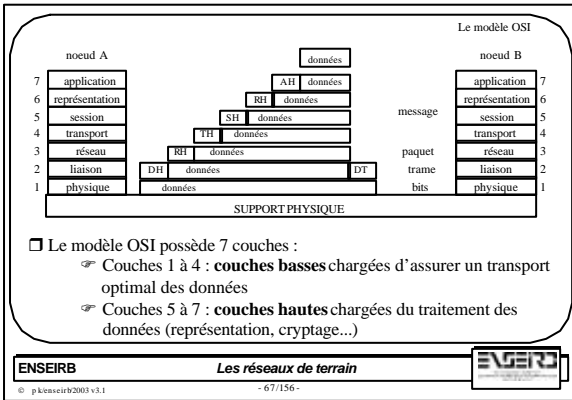 Le modèle OSI
noeud A
données
noeud B
7 application AH données application 7
6 représentation RH données représentation 6
5 session SH données message session 5
4 transport TH données transport 4
3 réseau RH données paquet réseau 3
2 liaison DH données DT trame liaison 2
1 physique données bits physique 1
SUPPORT PHYSIQUE
Le modèle OSI possède 7 couches :
Couches 1 à 4 : couches basses chargées d'assurer un transport
optimal des données
Couches 5 à 7 : couches hautes chargées du traitement des
données (représentation, cryptage...)
ENSEIRB Les réseaux de terrain ENSEIRB
© pk/enseirb/2003 v3.1 - 67/156 -